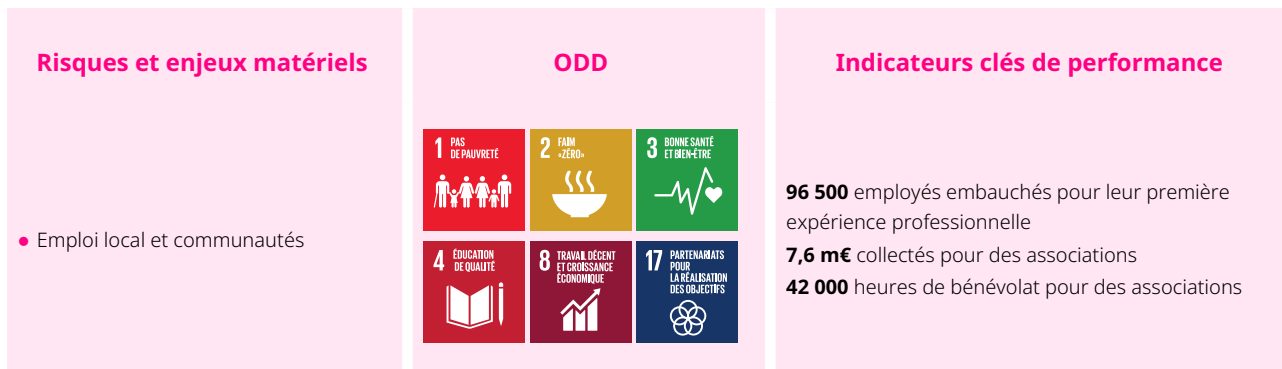 Risques et enjeux matériels
ODD
Indicateurs clés de performance
● Emploi local et communautés
1 PAS
DE PAUVRETÉ
2 FAIM
«ZÉRO»
3 BONNE SANTÉ
ET BIEN-ÊTRE
4 ÉDUCATION
DE QUALITÉ
8 TRAVAIL DÉCENT
ET CROISSANCE
ÉCONOMIQUE
17 PARTENARIATS
POUR
LA RÉALISATION
DES OBJECTIFS
96 500 employés embauchés pour leur première
expérience professionnelle
7,6 m€ collectés pour des associations
42 000 heures de bénévolat pour des associations